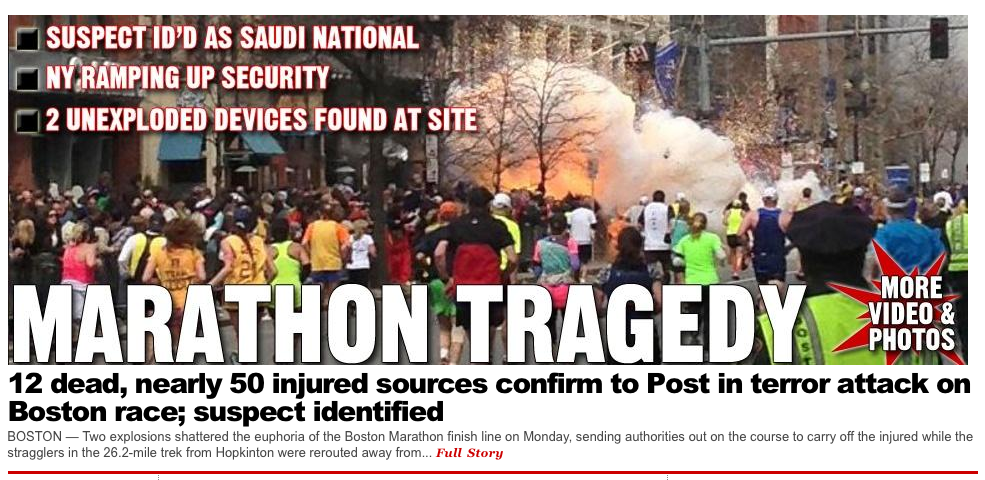 SUSPECT ID'D AS SAUDI NATIONAL
NY RAMPING UP SECURITY
2 UNEXPLODED DEVICES FOUND AT SITE
MARATHON TRAGEDY
MORE
VIDEO &
PHOTOS
12 dead, nearly 50 injured sources confirm to Post in terror attack on
Boston race; suspect identified
BOSTON — Two explosions shattered the euphoria of the Boston Marathon finish line on Monday, sending authorities out on the course to carry off the injured while the
stragglers in the 26.2-mile trek from Hopkinton were rerouted away from... Full Story